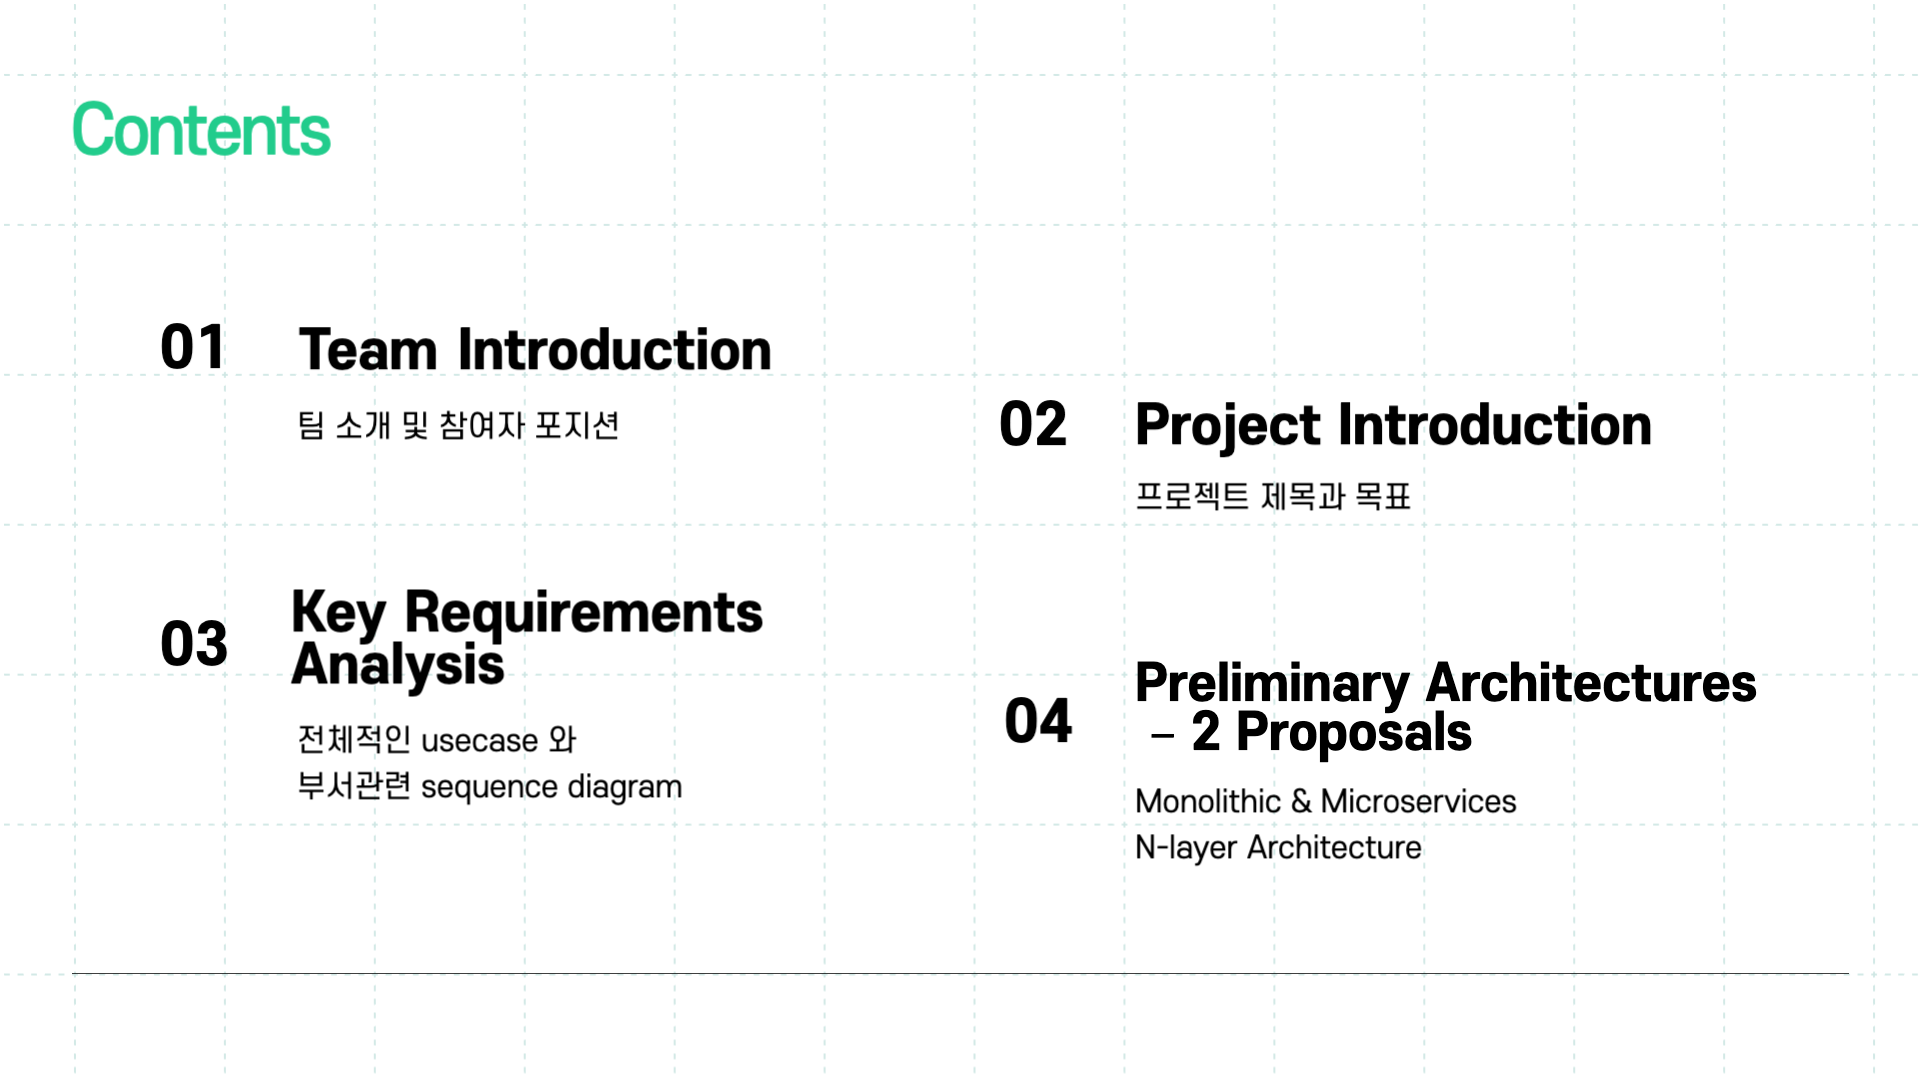 Contents
01
Team Introduction
팀 소개 및 참여자 포지션
02
Project Introduction
프로젝트 제목과 목표
03
Key Requirements
Analysis
전체적인 usecase 와
부서관련 sequence diagram
04
Preliminary Architectures
– 2 Proposals
Monolithic & Microservices
N-layer Architecture